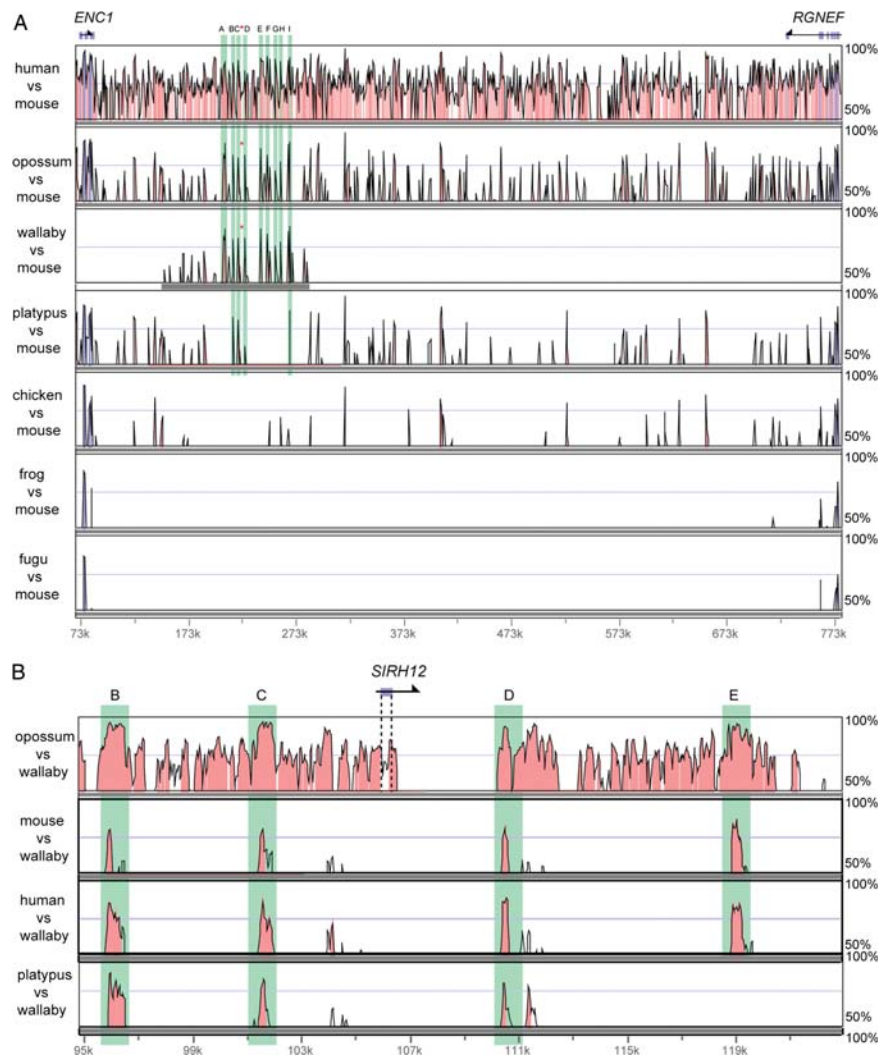 A
ENC1
RGNEF
A BC*D E F GH I
human
vs
mouse
100%
50%
opossum
vs
mouse
100%
50%
wallaby
vs
mouse
100%
50%
platypus
vs
mouse
100%
50%
chicken
vs
mouse
100%
50%
frog
vs
mouse
100%
50%
fugu
vs
mouse
100%
50%
73k 173k 273k 373k 473k 573k 673k 773k
B
SIRH12
B C D E
opossum
vs
wallaby
100%
50%
mouse
vs
wallaby
100%
50%
human
vs
wallaby
100%
50%
platypus
vs
wallaby
100%
50%
95k 99k 103k 107k 111k 115k 119k